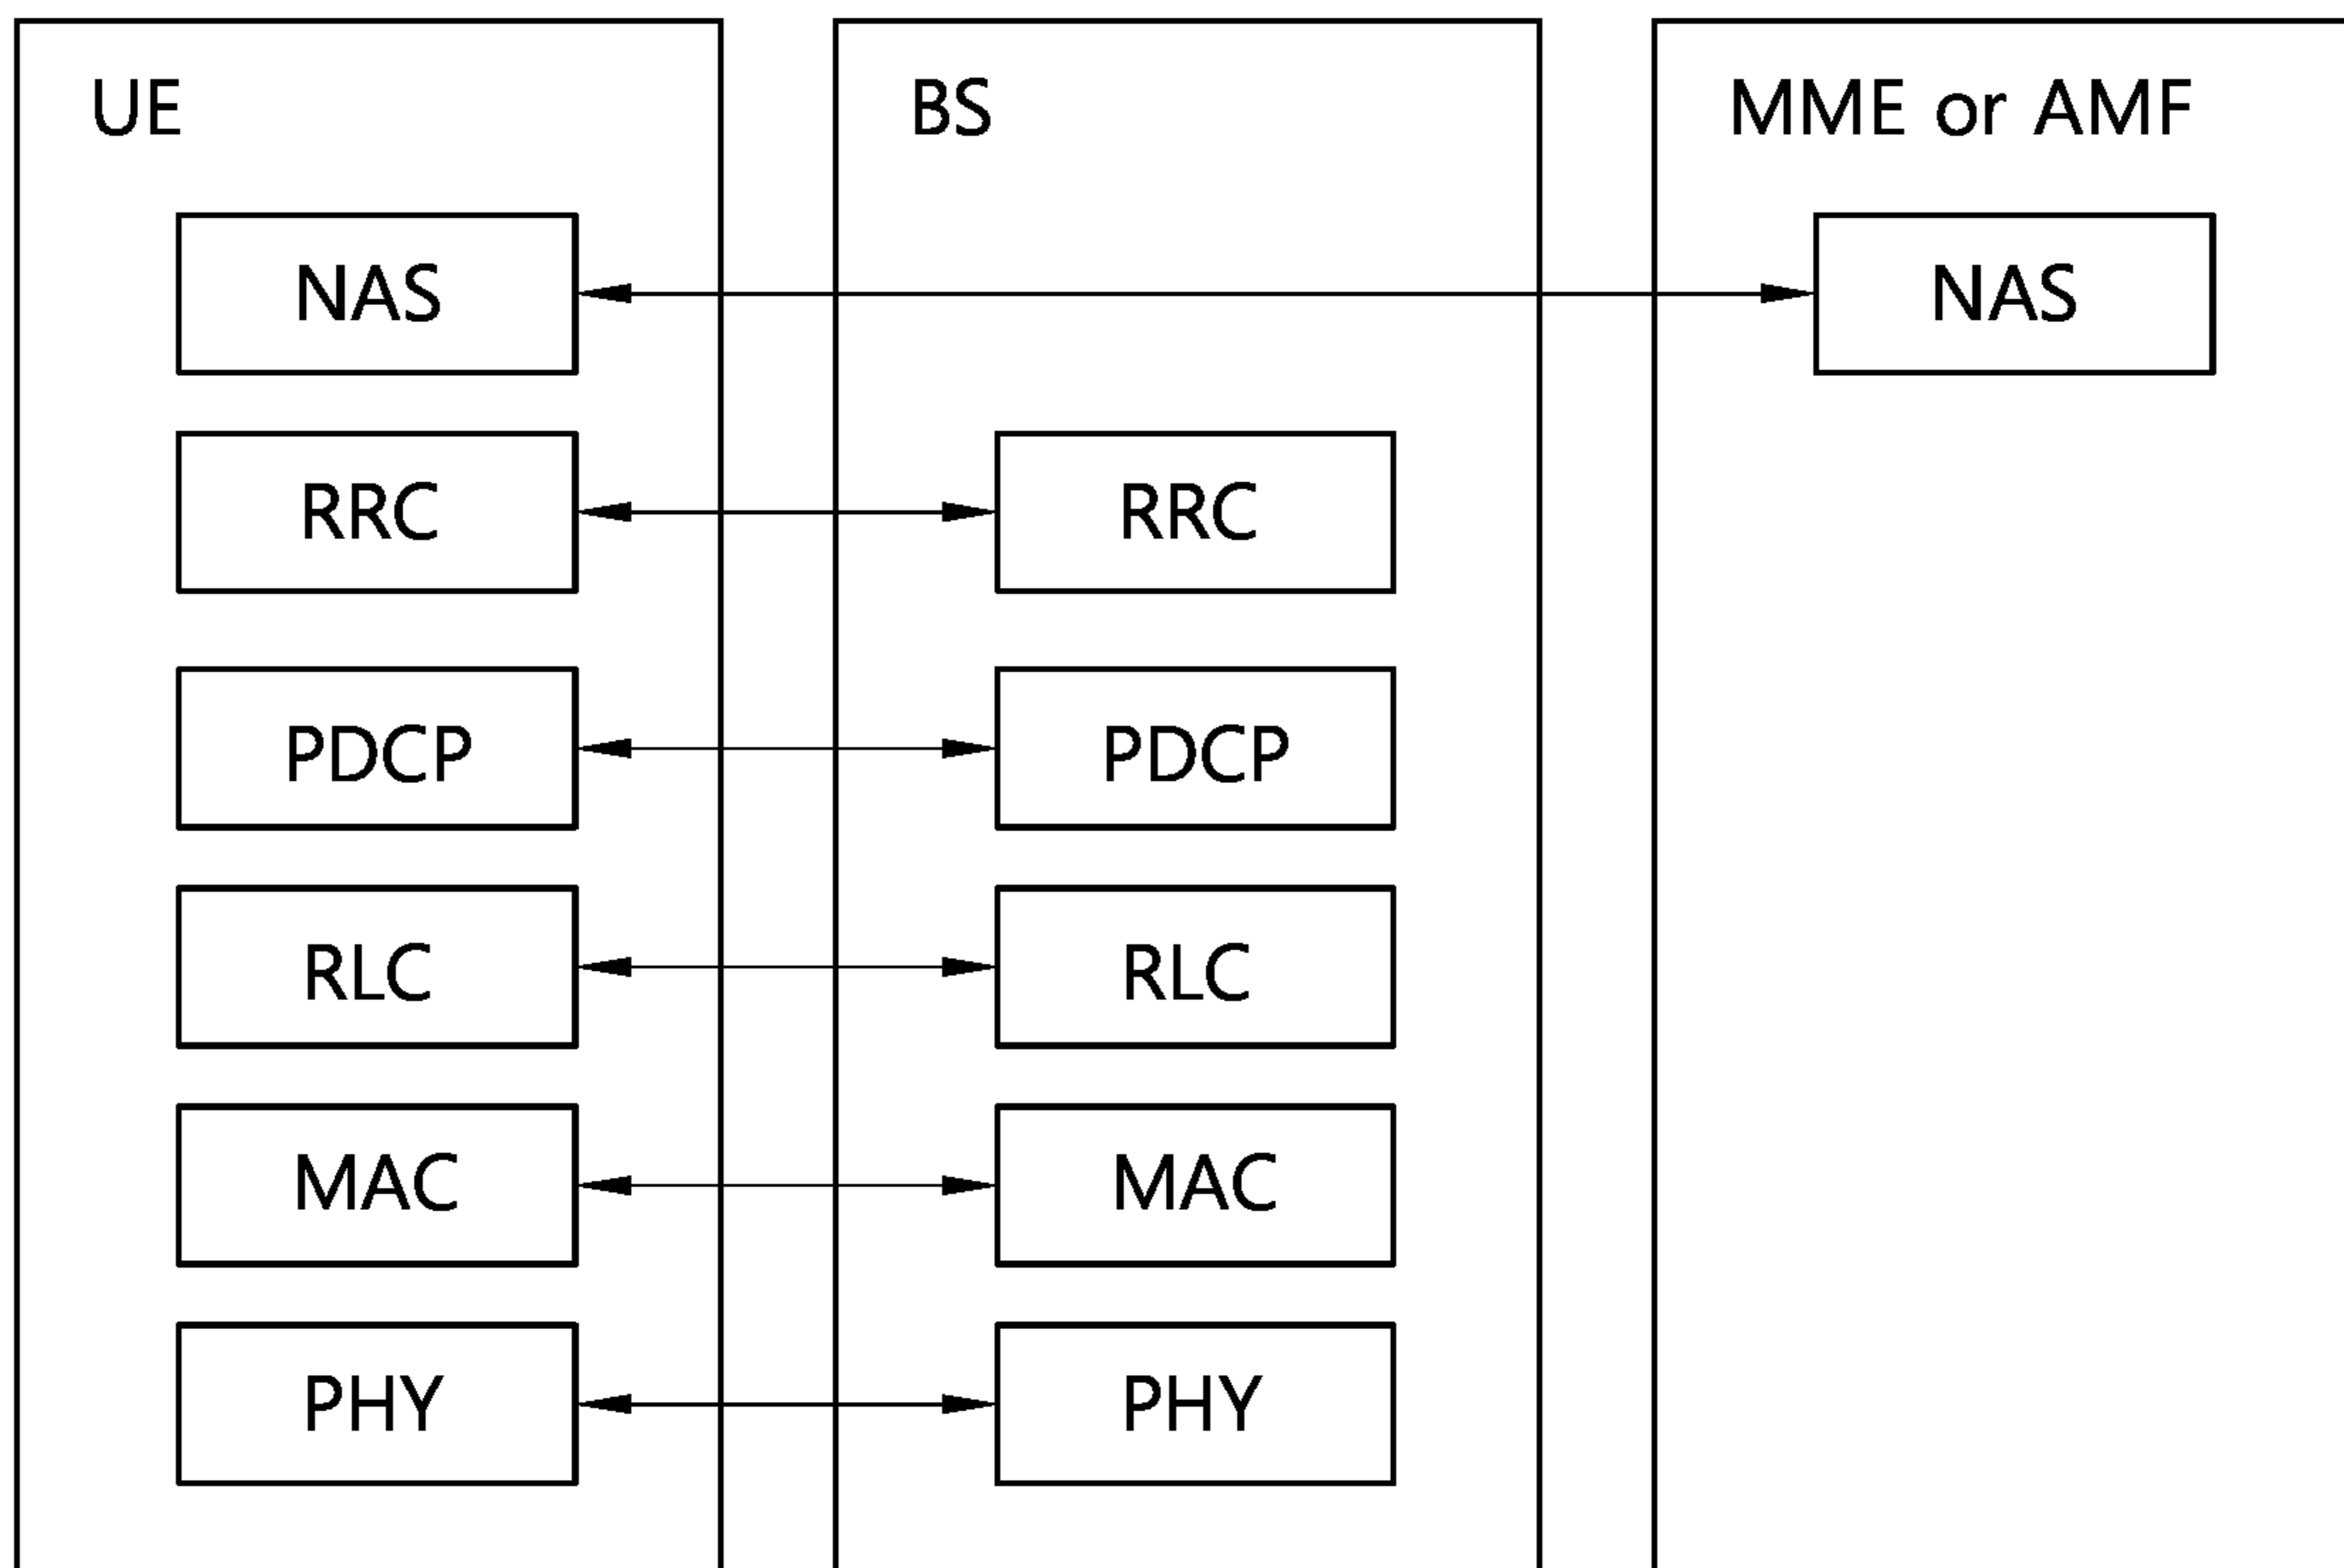 UE
BS
MME or AMF
NAS
NAS
RRC
RRC
PDCP
PDCP
RLC
RLC
MAC
MAC
PHY
PHY